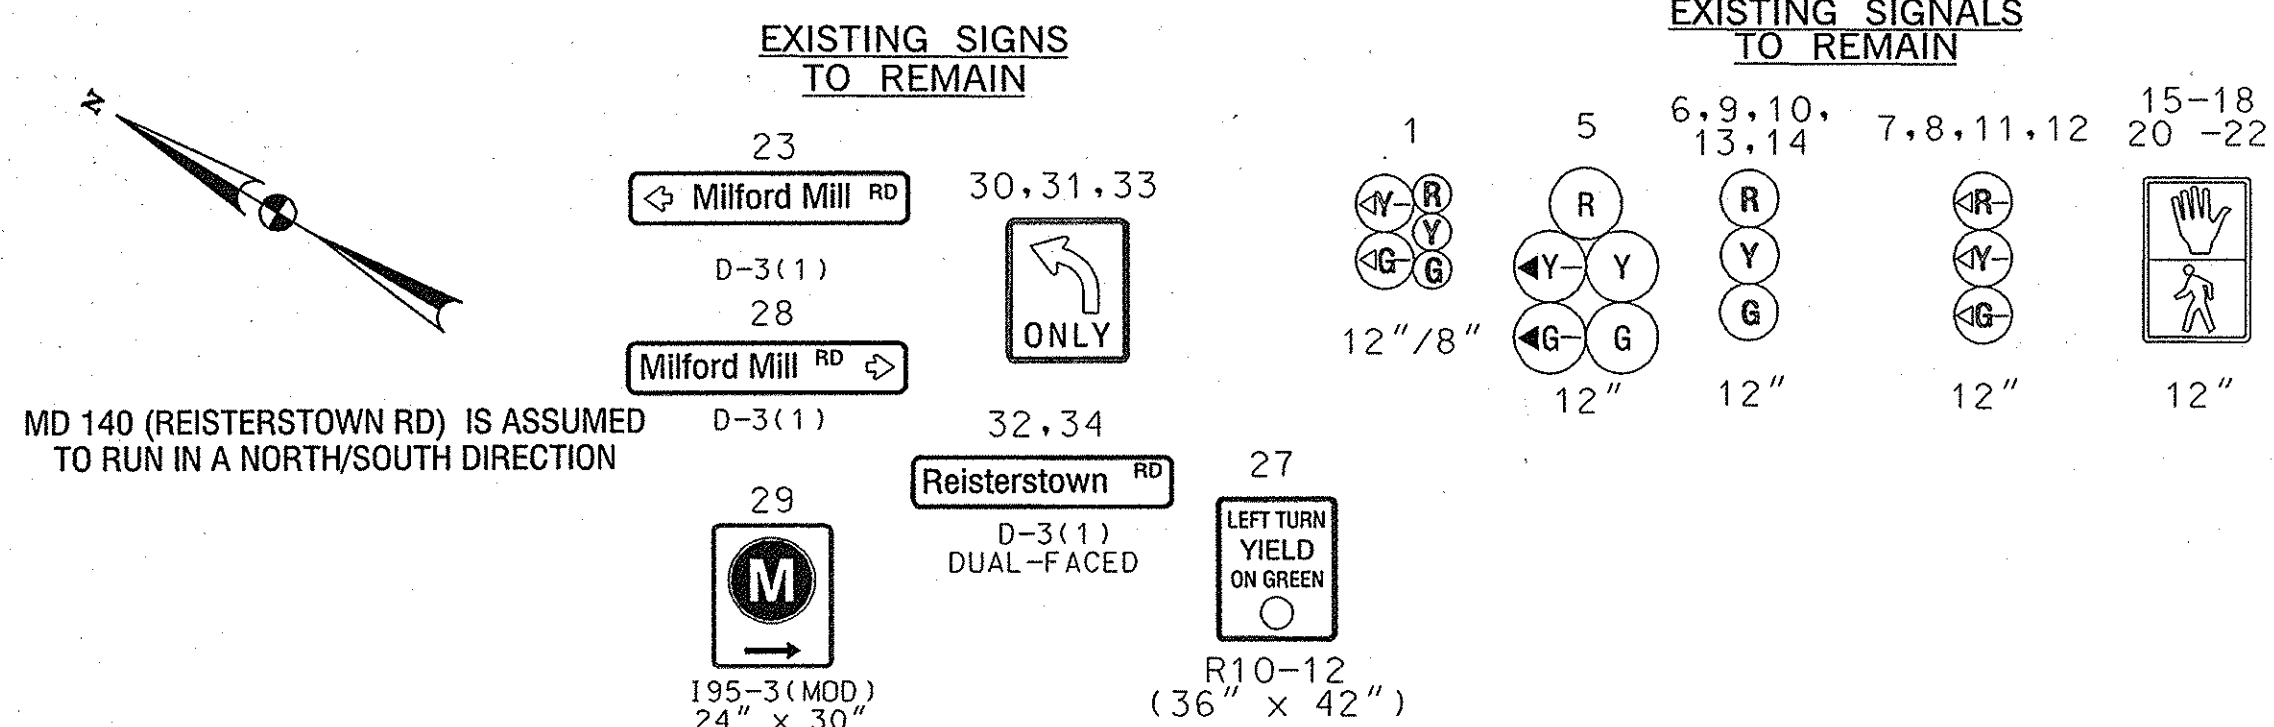 EXISTING SIGNS
TO REMAIN
EXISTING SIGNALS
TO REMAIN
N
MD 140 (REISTERSTOWN RD) IS ASSUMED
TO RUN IN A NORTH/SOUTH DIRECTION
23
Milford Mill RD
D-3(1)
28
Milford Mill RD
D-3(1)
29
M
I95-3(MOD)
24" x 30"
30,31,33
ONLY
32,34
Reisterstown RD
D-3(1)
DUAL-FACED
27
LEFT TURN
YIELD
ON GREEN
R10-12
(36" x 42")
1
Y R
Y
G G
12"/8"
5
R
Y Y
G G
12"
6,9,10,
13,14
R
Y
G
12"
7,8,11,12
R
Y
G
12"
15-18
20 -22
12"